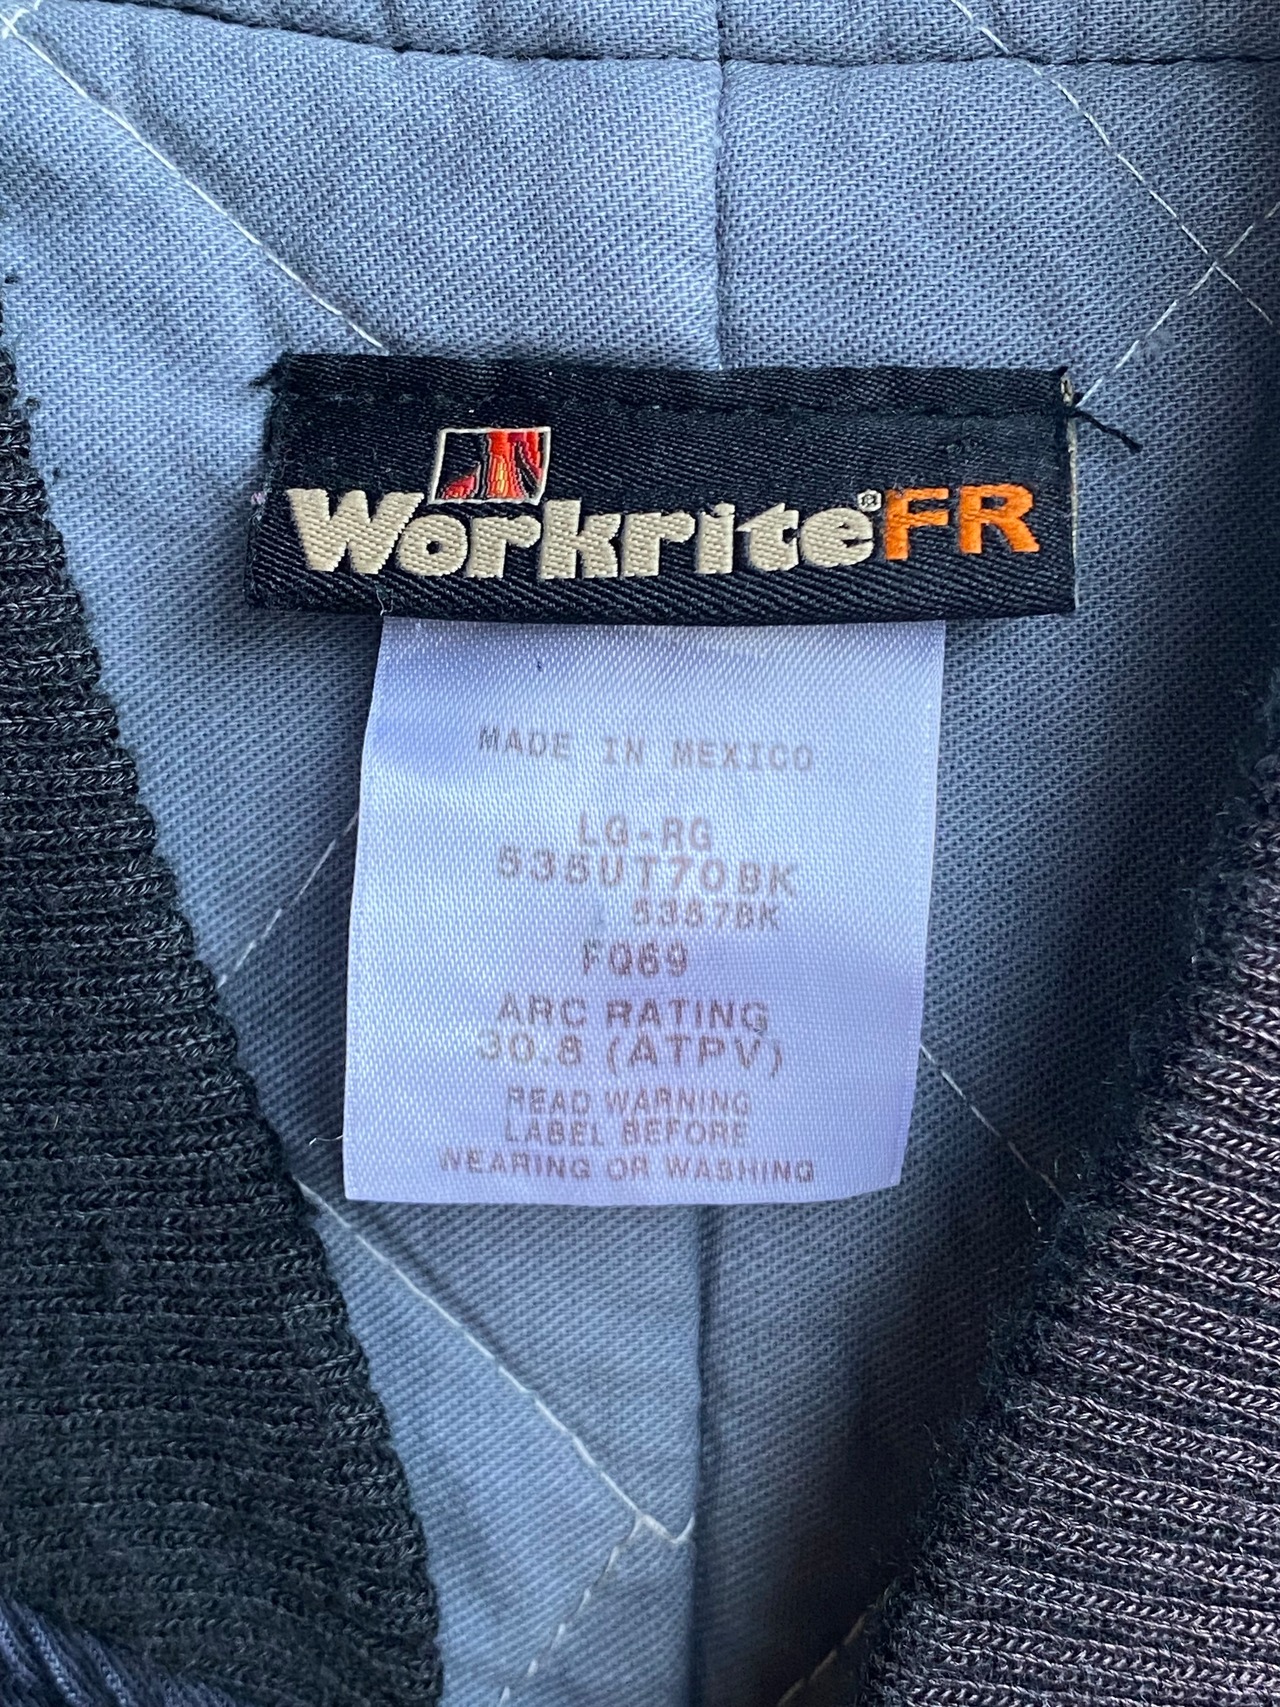 Workrite®FR
MADE IN MEXICO
LG-RG
535UT70BK
5357BK
FQ69
ARC RATING
30.8 (ATPV)
READ WARNING
LABEL BEFORE
WEARING OR WASHING